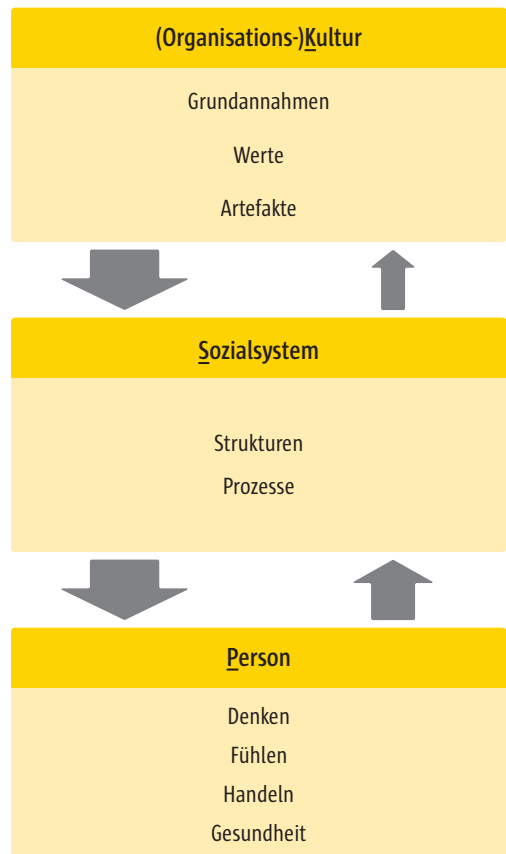 (Organisations-)Kultur
Grundannahmen
Werte
Artefakte
Sozialsystem
Strukturen
Prozesse
Person
Denken
Fühlen
Handeln
Gesundheit